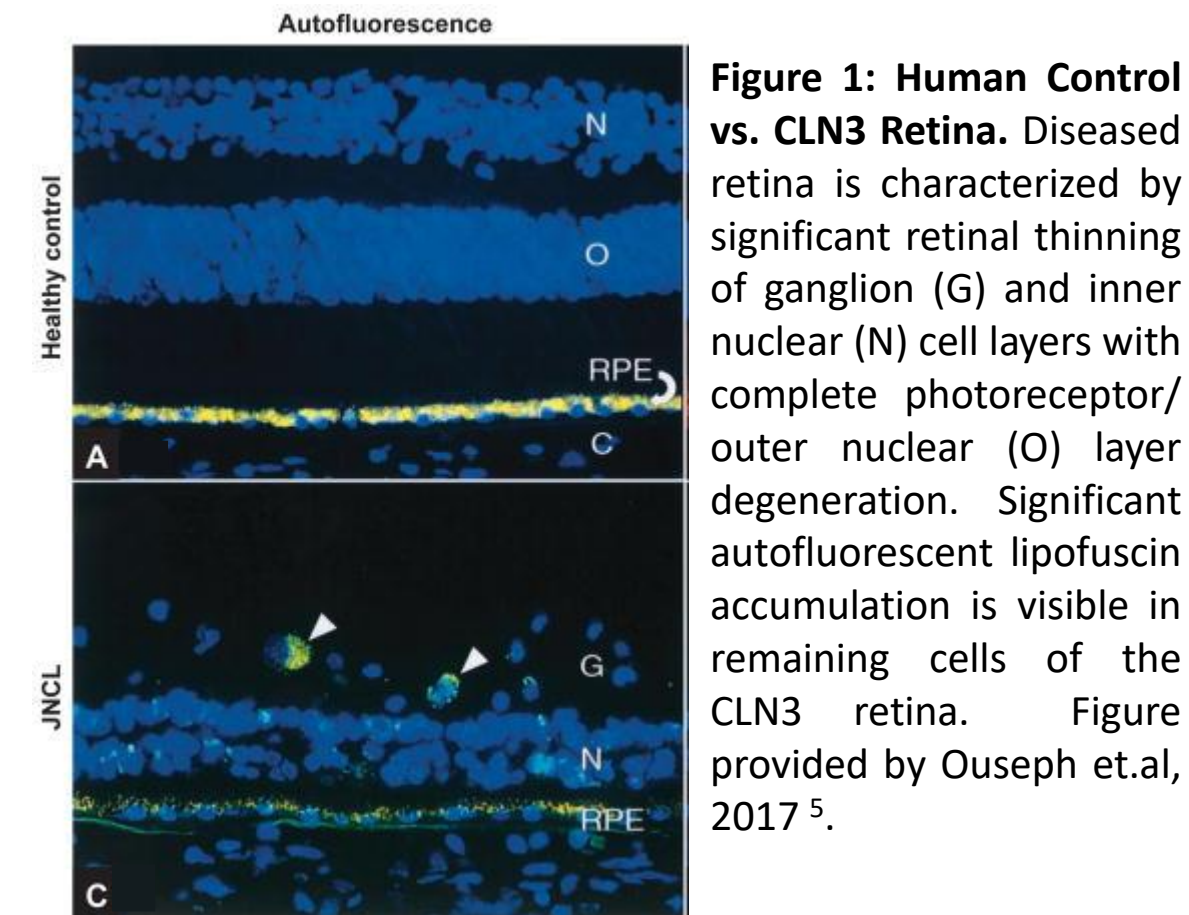 Autofluorescence
Healthy control
N
O
RPE
C
A
JNCL
G
N
RPE
C
Figure 1: Human Control
vs. CLN3 Retina. Diseased
retina is characterized by
significant retinal thinning
of ganglion (G) and inner
nuclear (N) cell layers with
complete photoreceptor/
outer nuclear (O) layer
degeneration. Significant
autofluorescent lipofuscin
accumulation is visible in
remaining cells of the
CLN3 retina. Figure
provided by Ouseph et.al,
2017 5.